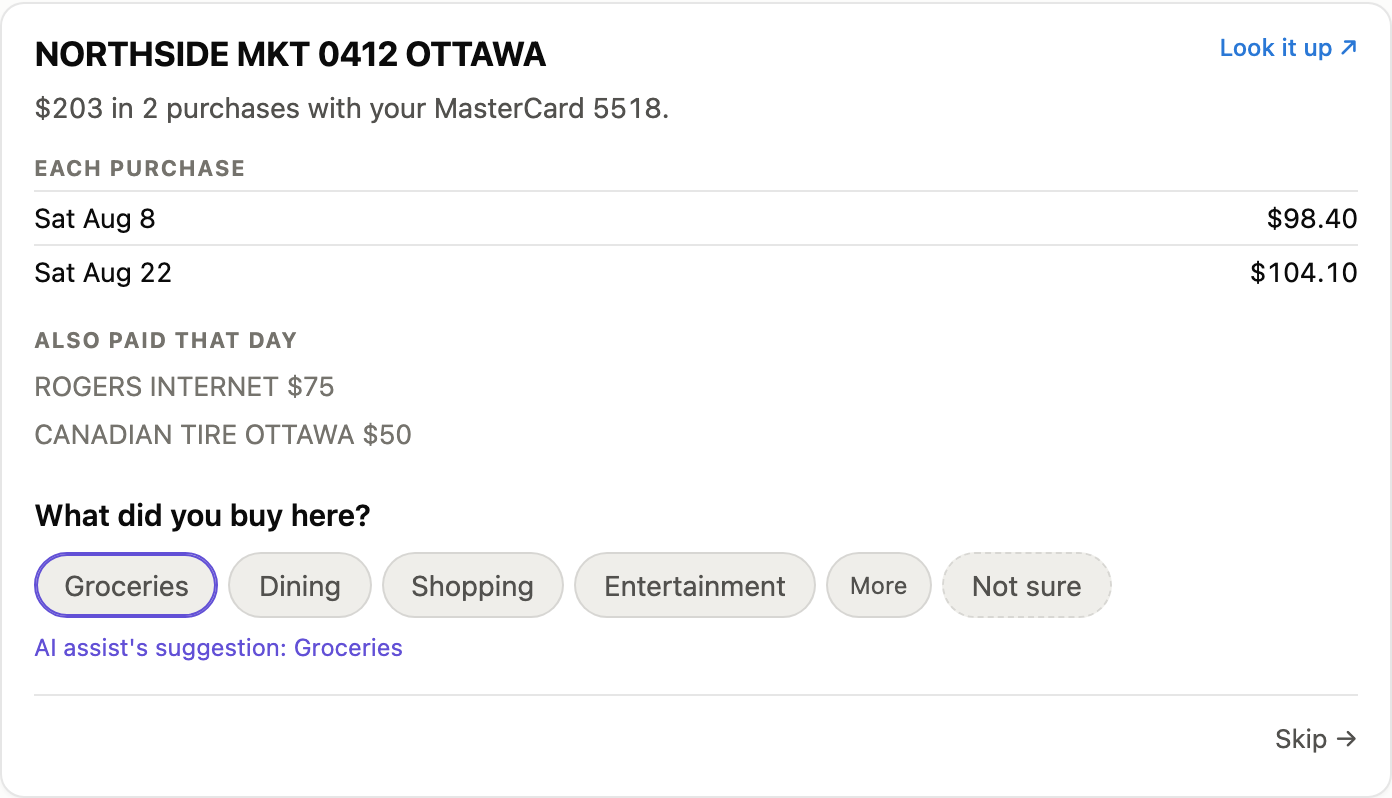 NORTHSIDE MKT 0412 OTTAWA
Look it up ↗
$203 in 2 purchases with your MasterCard 5518.
EACH PURCHASE
Sat Aug 8 $98.40
Sat Aug 22 $104.10
ALSO PAID THAT DAY
ROGERS INTERNET $75
CANADIAN TIRE OTTAWA $50
What did you buy here?
Groceries Dining Shopping Entertainment More Not sure
AI assist's suggestion: Groceries
Skip →